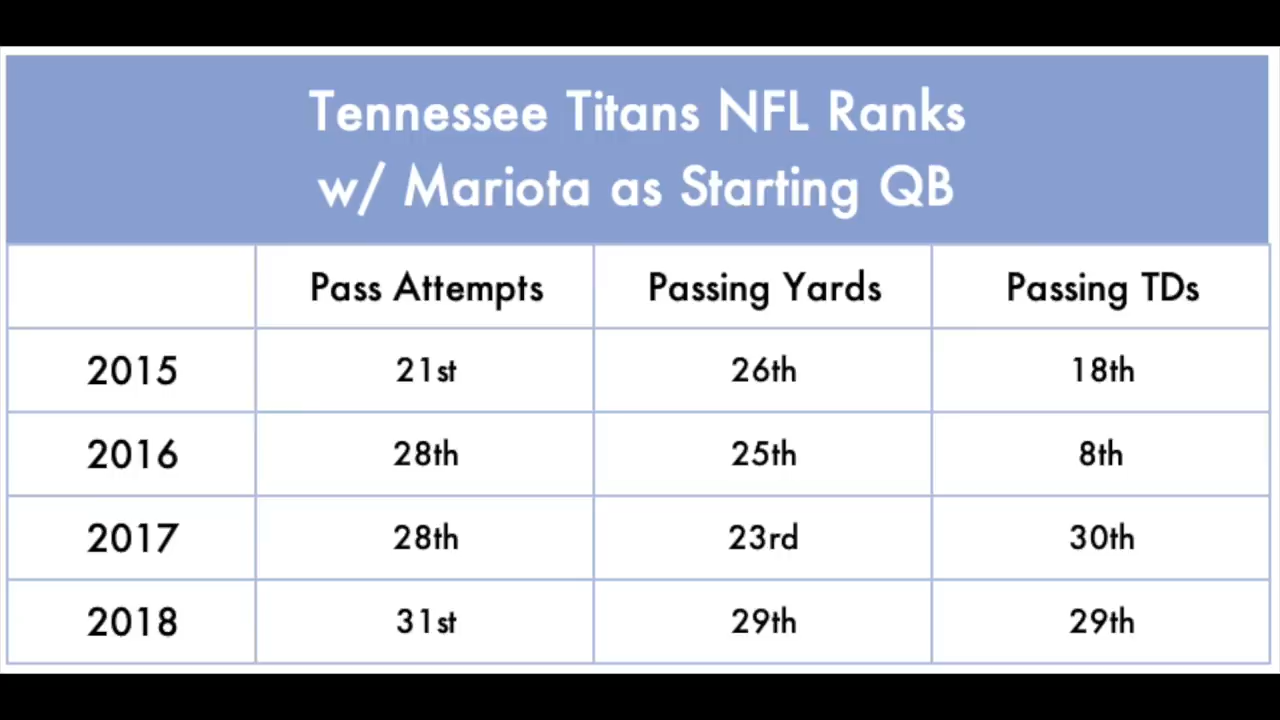 Tennessee Titans NFL Ranks
w/ Mariota as Starting QB
Pass Attempts Passing Yards Passing TDs
2015 21st 26th 18th
2016 28th 25th 8th
2017 28th 23rd 30th
2018 31st 29th 29th